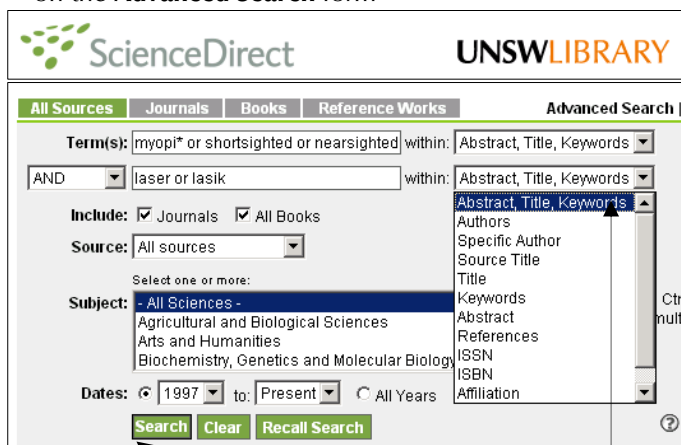 on the Advanced Search form
ScienceDirect UNSWLIBRARY
All Sources Journals Books Reference Works Advanced Search
Term(s): myopi* or shortsighted or nearsighted within: Abstract, Title, Keywords
AND laser or lasik within: Abstract, Title, Keywords
Abstract, Title, Keywords
Authors
Specific Author
Source Title
Title
Keywords
Abstract
References
ISSN
ISBN
Affiliation
Include: Journals All Books
Source: All sources
Select one or more:
Subject: - All Sciences -
Agricultural and Biological Sciences
Arts and Humanities
Biochemistry, Genetics and Molecular Biology
Dates: 1997 to: Present All Years
Search Clear Recall Search